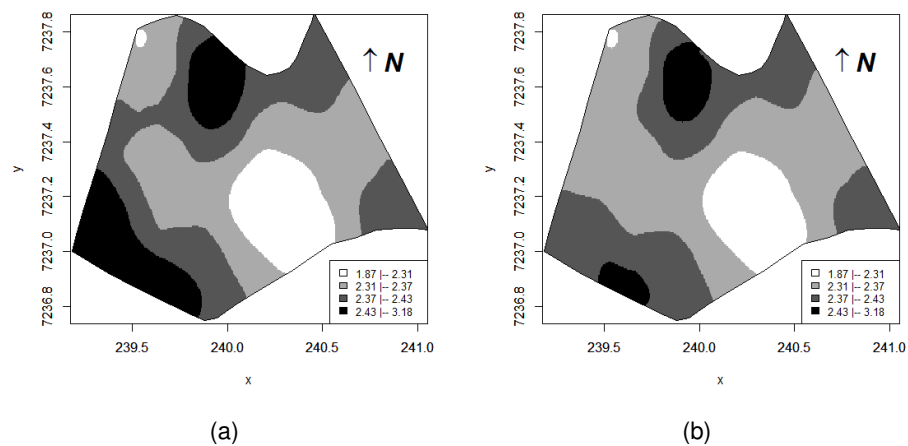 7237.8
7237.6
7237.4
7237.2
7237.0
7236.8
y
↑ N
1.87 |-- 2.31
2.31 |-- 2.37
2.37 |-- 2.43
2.43 |-- 3.18
239.5 240.0 240.5 241.0
x
(a)
7237.8
7237.6
7237.4
7237.2
7237.0
7236.8
y
↑ N
1.87 |-- 2.31
2.31 |-- 2.37
2.37 |-- 2.43
2.43 |-- 3.18
239.5 240.0 240.5 241.0
x
(b)